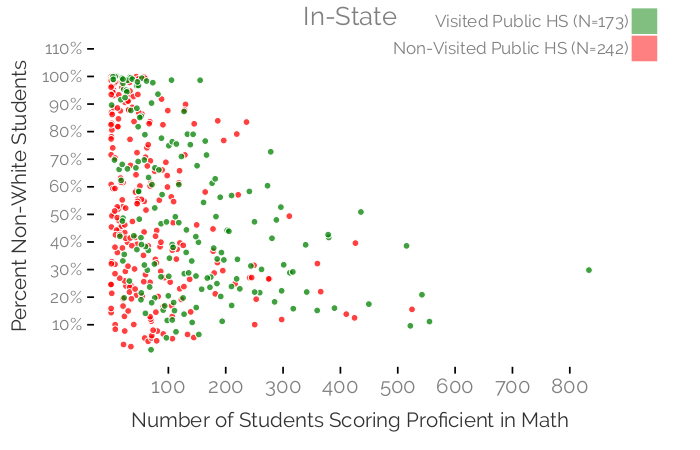 In-State
Visited Public HS (N=173)
Non-Visited Public HS (N=242)
Percent Non-White Students
110%
100%
90%
80%
70%
60%
50%
40%
30%
20%
10%
100 200 300 400 500 600 700 800
Number of Students Scoring Proficient in Math